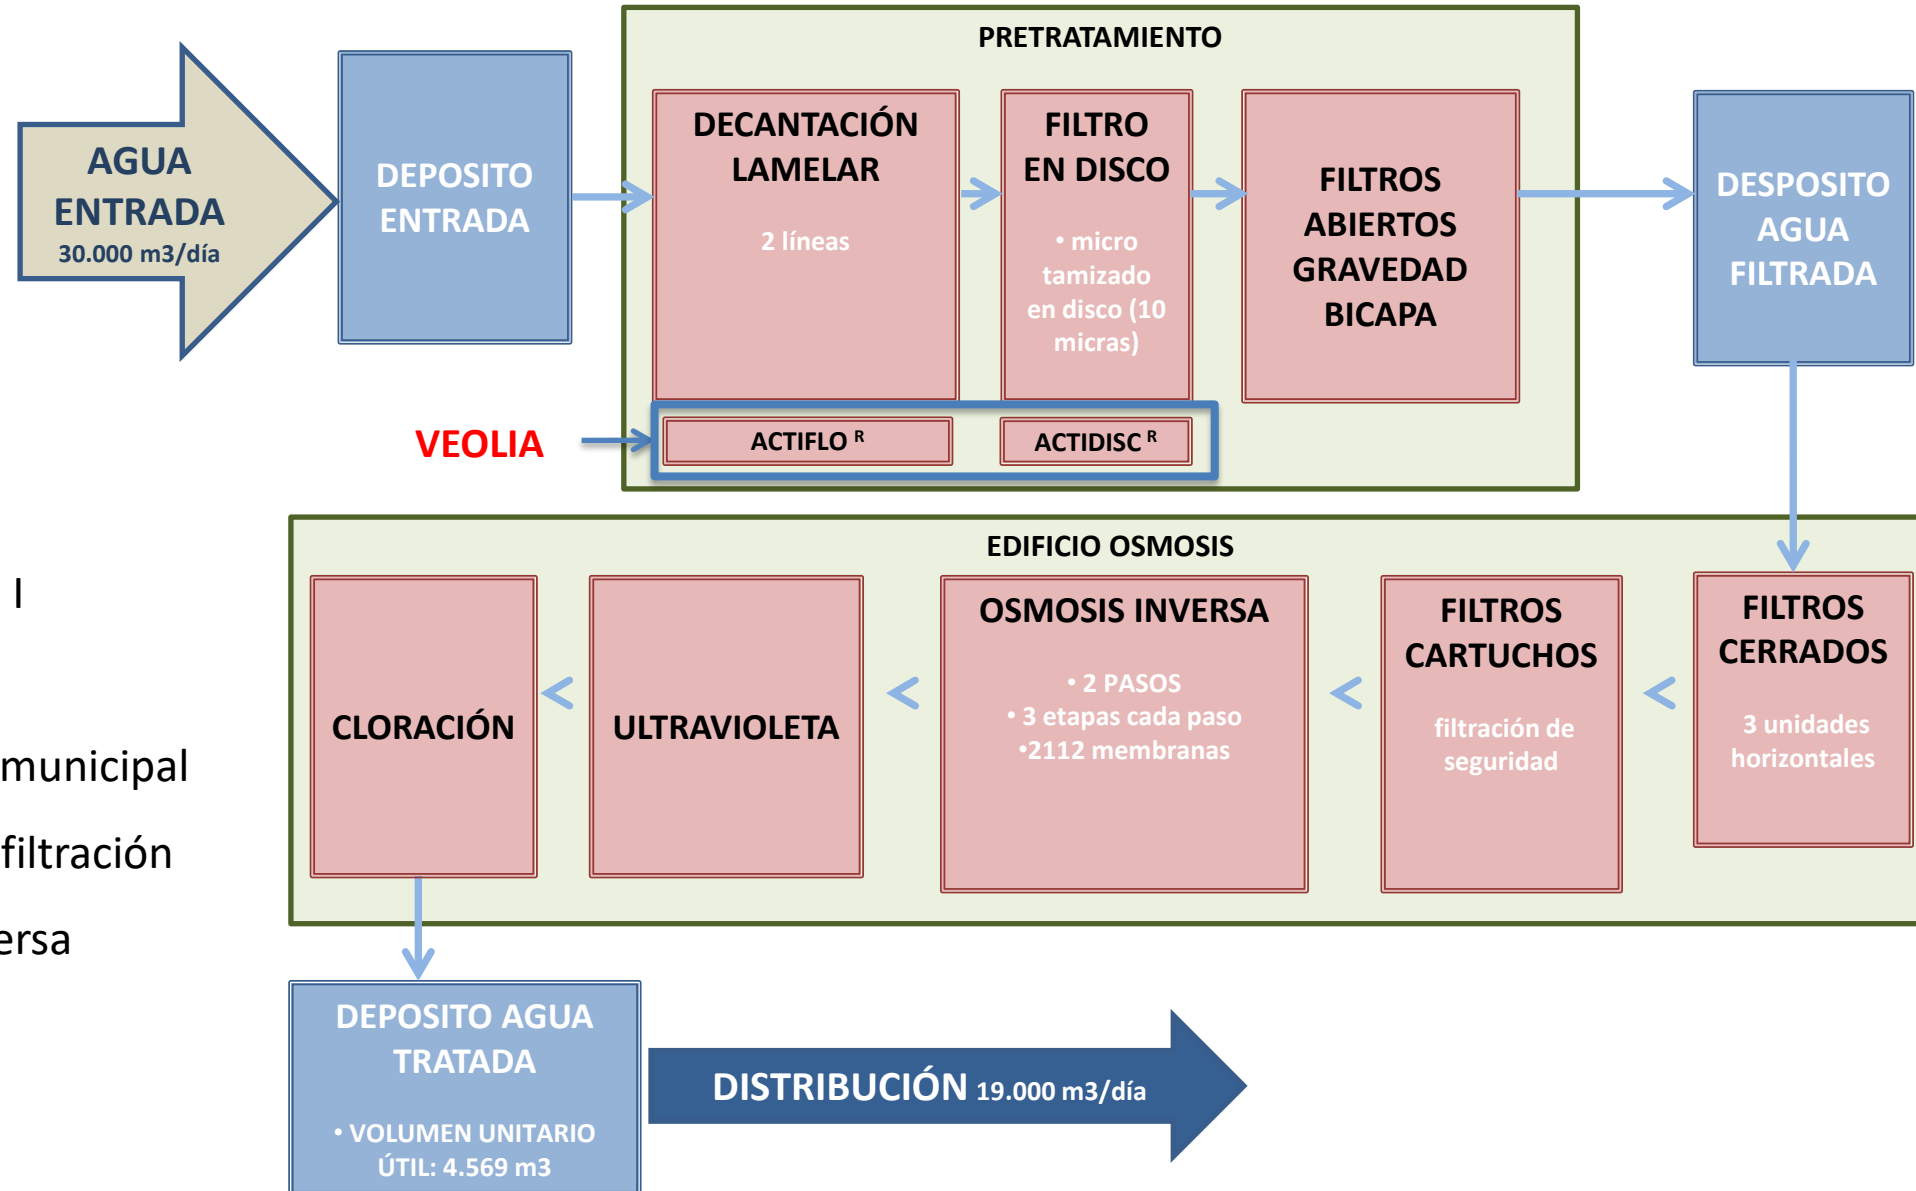 PRETRATAMIENTO
AGUA
ENTRADA
30.000 m3/día
DEPOSITO
ENTRADA
DECANTACIÓN
LAMELAR
2 líneas
FILTRO
EN DISCO
• micro
tamizado
en disco (10
micras)
FILTROS
ABIERTOS
GRAVEDAD
BICAPA
DESPOSITO
AGUA
FILTRADA
VEOLIA
ACTIFLO R
ACTIDISC R
EDIFICIO OSMOSIS
FILTROS
CERRADOS
3 unidades
horizontales
FILTROS
CARTUCHOS
filtración de
seguridad
OSMOSIS INVERSA
• 2 PASOS
• 3 etapas cada paso
•2112 membranas
ULTRAVIOLETA
CLORACIÓN
l
municipal
filtración
ersa
DEPOSITO AGUA
TRATADA
• VOLUMEN UNITARIO
ÚTIL: 4.569 m3
DISTRIBUCIÓN 19.000 m3/día